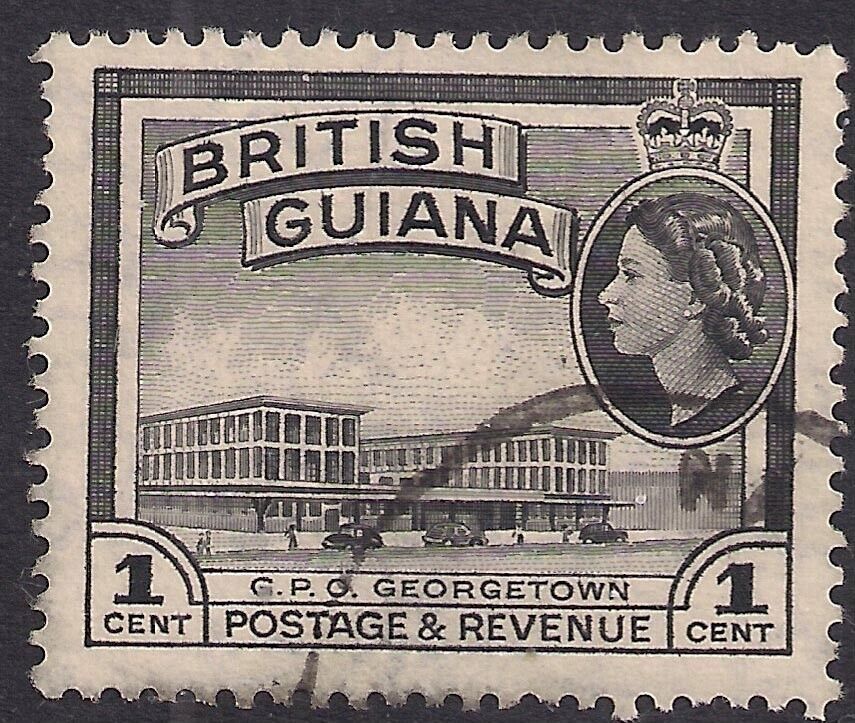 BRITISH
GUIANA
N
1 CENT
G.P.O. GEORGETOWN
POSTAGE & REVENUE
1 CENT